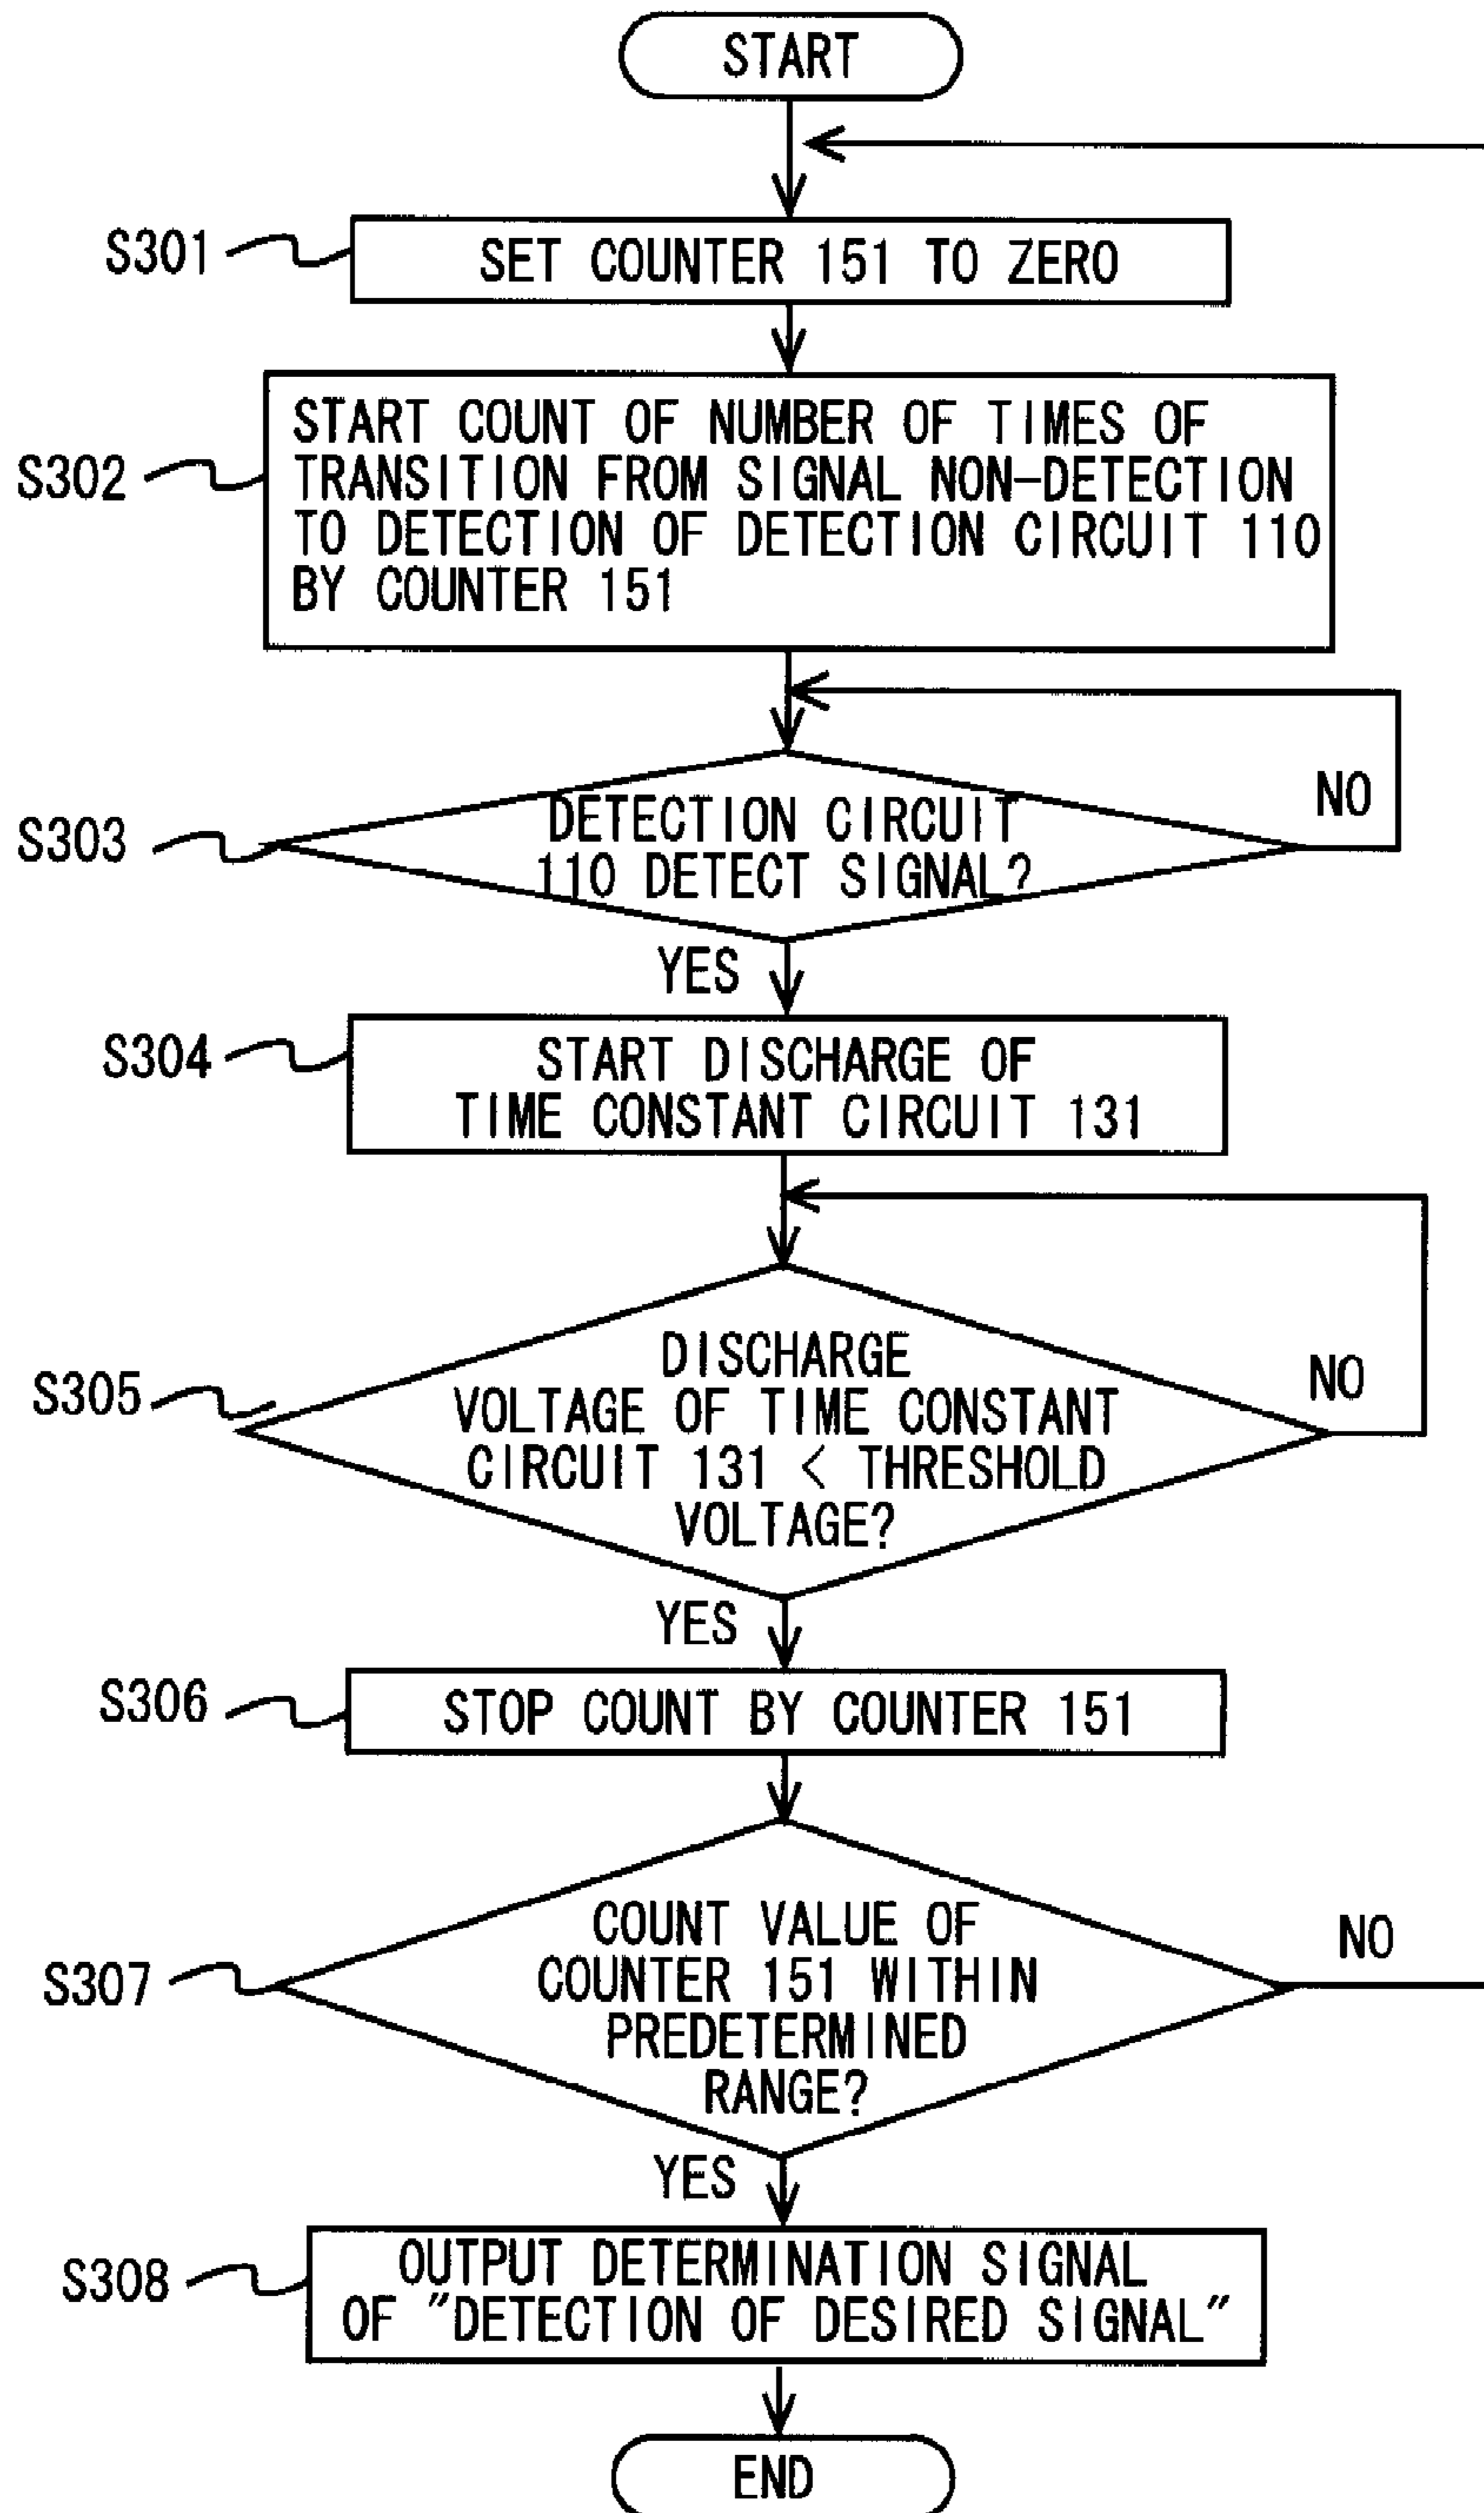 START
S301
SET COUNTER 151 TO ZERO
S302
START COUNT OF NUMBER OF TIMES OF
TRANSITION FROM SIGNAL NON-DETECTION
TO DETECTION OF DETECTION CIRCUIT 110
BY COUNTER 151
S303
DETECTION CIRCUIT
110 DETECT SIGNAL?
NO
YES
S304
START DISCHARGE OF
TIME CONSTANT CIRCUIT 131
S305
DISCHARGE
VOLTAGE OF TIME CONSTANT
CIRCUIT 131 < THRESHOLD
VOLTAGE?
NO
YES
S306
STOP COUNT BY COUNTER 151
S307
COUNT VALUE OF
COUNTER 151 WITHIN
PREDETERMINED
RANGE?
NO
YES
S308
OUTPUT DETERMINATION SIGNAL
OF "DETECTION OF DESIRED SIGNAL"
END